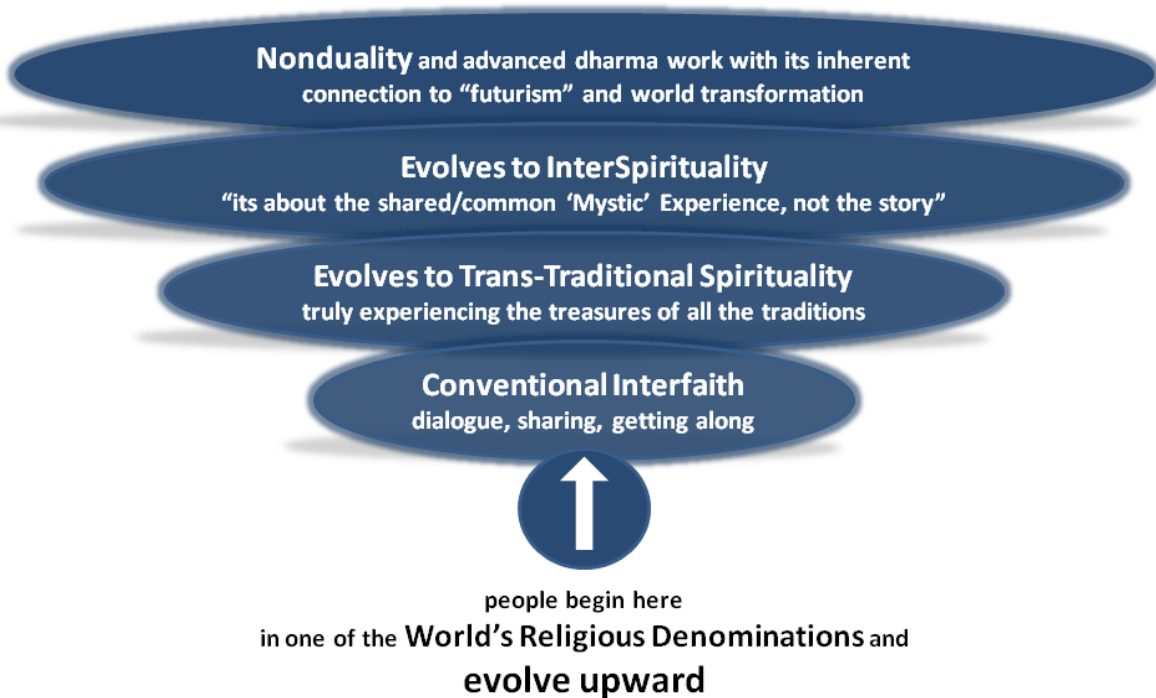 Nonduality and advanced dharma work with its inherent
connection to “futurism” and world transformation
Evolves to InterSpirituality
“its about the shared/common ‘Mystic’ Experience, not the story”
Evolves to Trans-Traditional Spirituality
truly experiencing the treasures of all the traditions
Conventional Interfaith
dialogue, sharing, getting along
people begin here
in one of the World’s Religious Denominations and
evolve upward